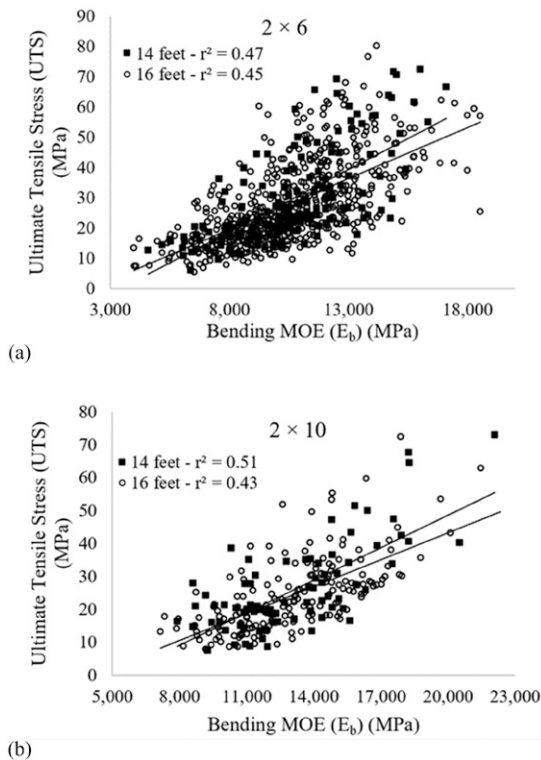 2 × 6
■ 14 feet - r² = 0.47
○ 16 feet - r² = 0.45
Ultimate Tensile Stress (UTS)
(MPa)
90
80
70
60
50
40
30
20
10
0
3,000 8,000 13,000 18,000
Bending MOE (E_b) (MPa)
(a)
2 × 10
■ 14 feet - r² = 0.51
○ 16 feet - r² = 0.43
Ultimate Tensile Stress (UTS)
(MPa)
80
70
60
50
40
30
20
10
0
5,000 8,000 11,000 14,000 17,000 20,000 23,000
Bending MOE (E_b) (MPa)
(b)